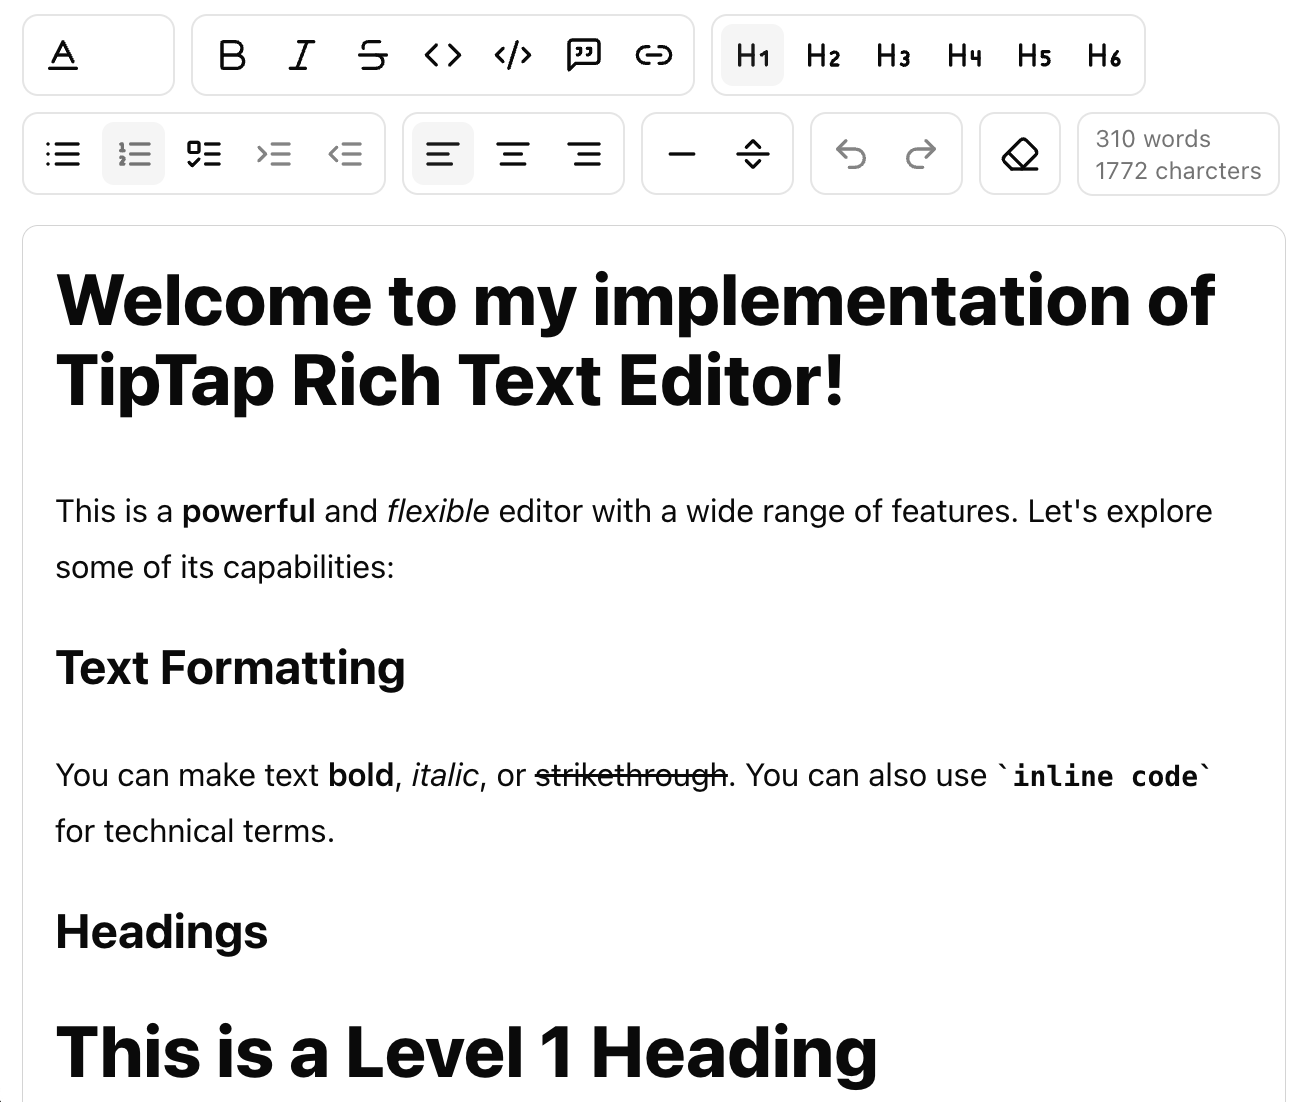 A
B I S
H1 H2 H3 H4 H5 H6
310 words
1772 charcters
Welcome to my implementation of
TipTap Rich Text Editor!
This is a powerful and flexible editor with a wide range of features. Let's explore
some of its capabilities:
Text Formatting
You can make text bold, italic, or strikethrough. You can also use `inline code`
for technical terms.
Headings
This is a Level 1 Heading